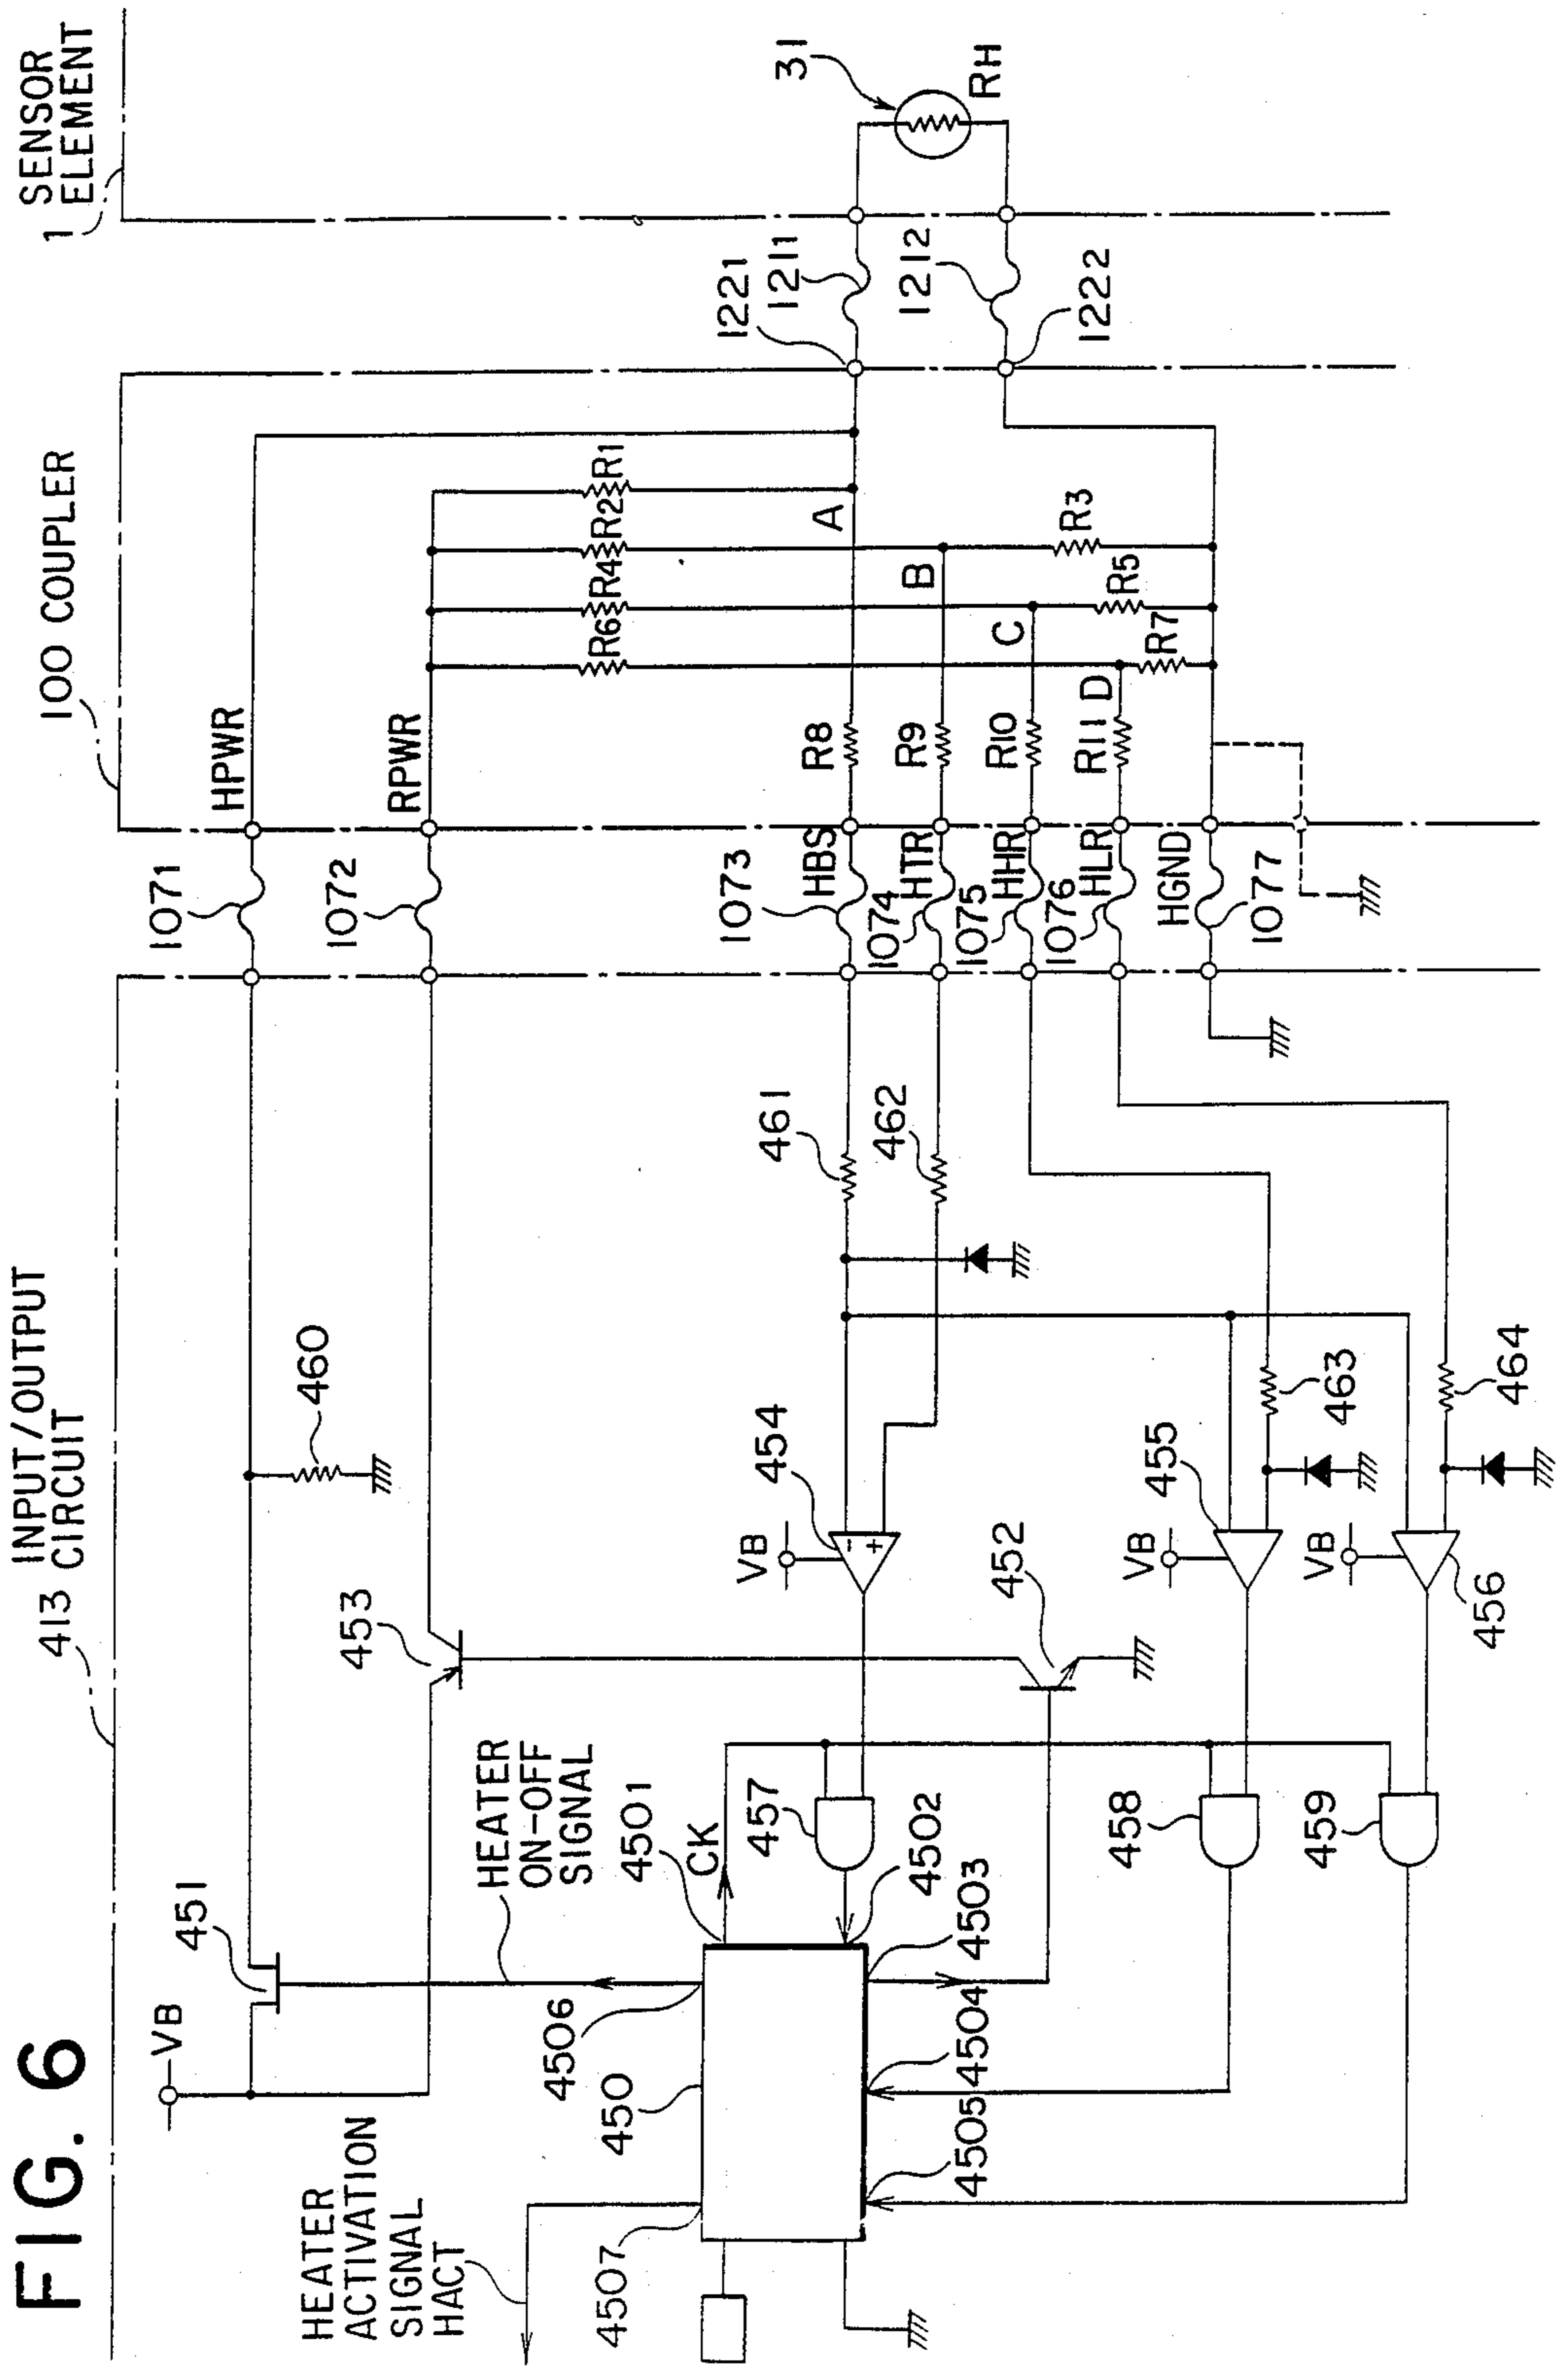 FIG. 6
413 INPUT/OUTPUT
CIRCUIT
100 COUPLER
1 SENSOR
ELEMENT
VB
451
460
1071
HPWR
453
1072
RPWR
HEATER
ACTIVATION
SIGNAL
HACT
HEATER
ON-OFF
SIGNAL
4507
450
4506
4501
CK
457
4502
4503
4504
4505
VB
454
-
+
461
462
1073
HBS
1074
HTR
1075
HHR
1076
HLR
HGND
1077
R8
R9
R10
R11
R6
R4
R2
R1
A
B
C
D
R3
R5
R7
1221
1211
1212
1222
31
RH
452
458
459
VB
455
VB
456
463
464